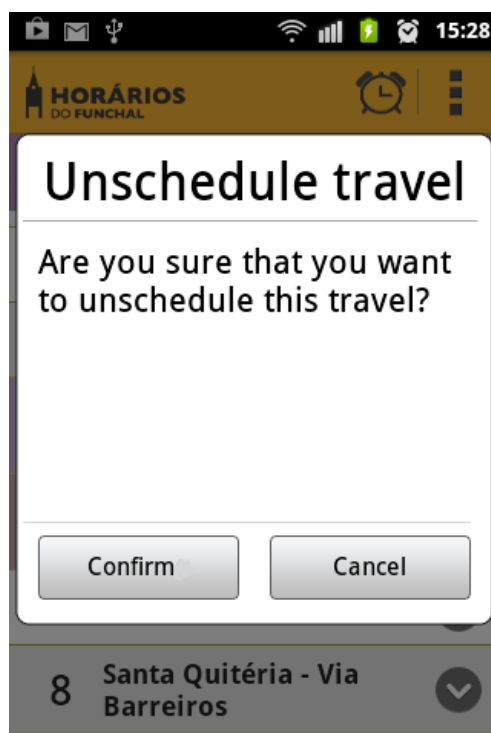 15:28
HORÁRIOS
DO FUNCHAL
Unschedule travel
Are you sure that you want
to unschedule this travel?
Confirm
Cancel
8
Santa Quitéria - Via
Barreiros